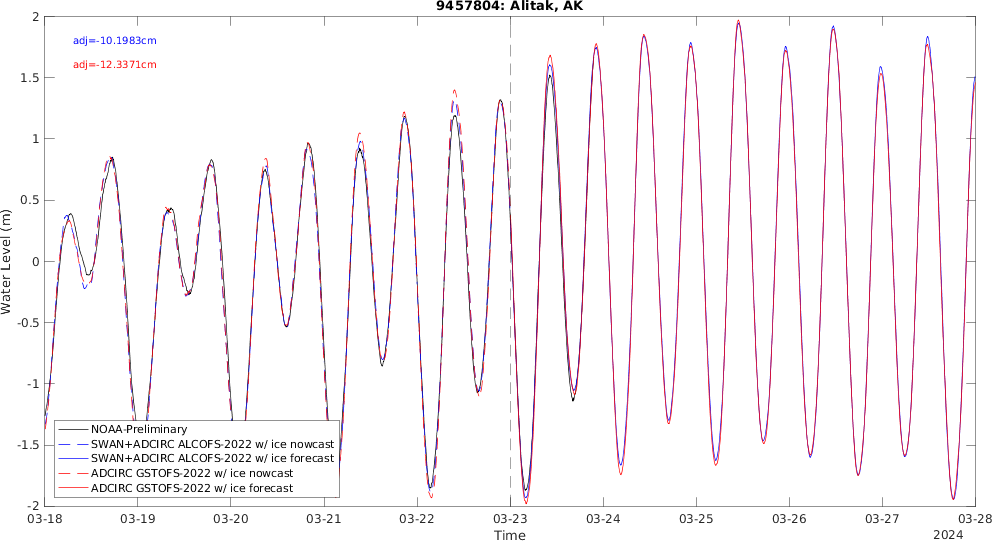 9457804: Alitak, AK
adj=-10.1983cm
adj=-12.3371cm
2
1.5
1
0.5
0
-0.5
-1
-1.5
-2
Water Level (m)
NOAA-Preliminary
SWAN+ADCIRC ALCOFS-2022 w/ ice nowcast
SWAN+ADCIRC ALCOFS-2022 w/ ice forecast
ADCIRC GSTOFS-2022 w/ ice nowcast
ADCIRC GSTOFS-2022 w/ ice forecast
03-18 03-19 03-20 03-21 03-22 03-23 03-24 03-25 03-26 03-27 03-28
Time
2024